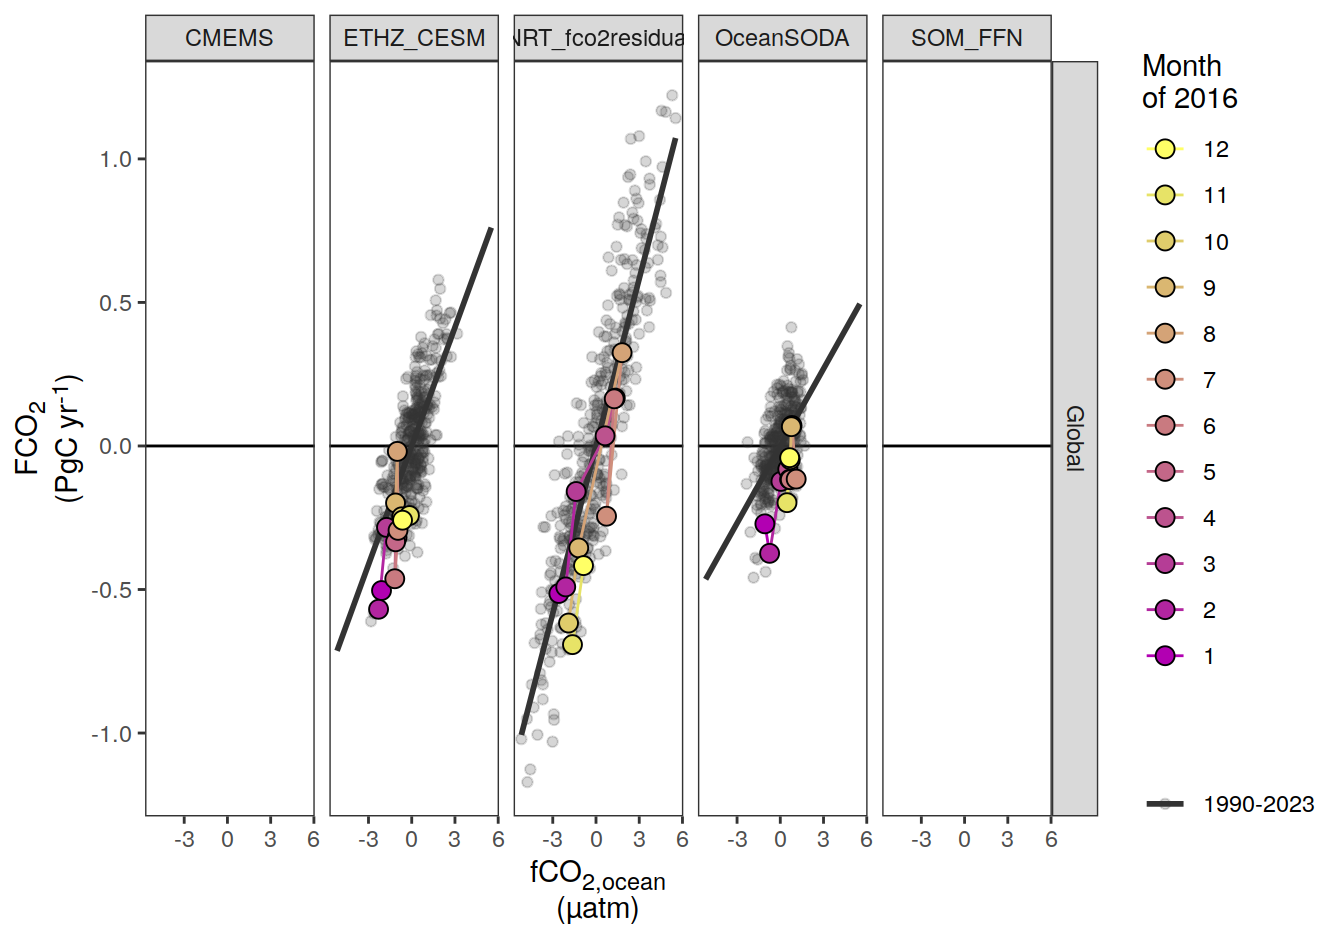 CMEMS ETHZ_CESM NRT_fco2residua OceanSODA SOM_FFN
Month
of 2016
12
11
10
9
8
7
6
5
4
3
2
1
1990-2023
1.0
0.5
0.0
-0.5
-1.0
FCO2
(PgC yr-1)
Global
-3 0 3 6 -3 0 3 6 -3 0 3 6 -3 0 3 6 -3 0 3 6
fCO2,ocean
(µatm)